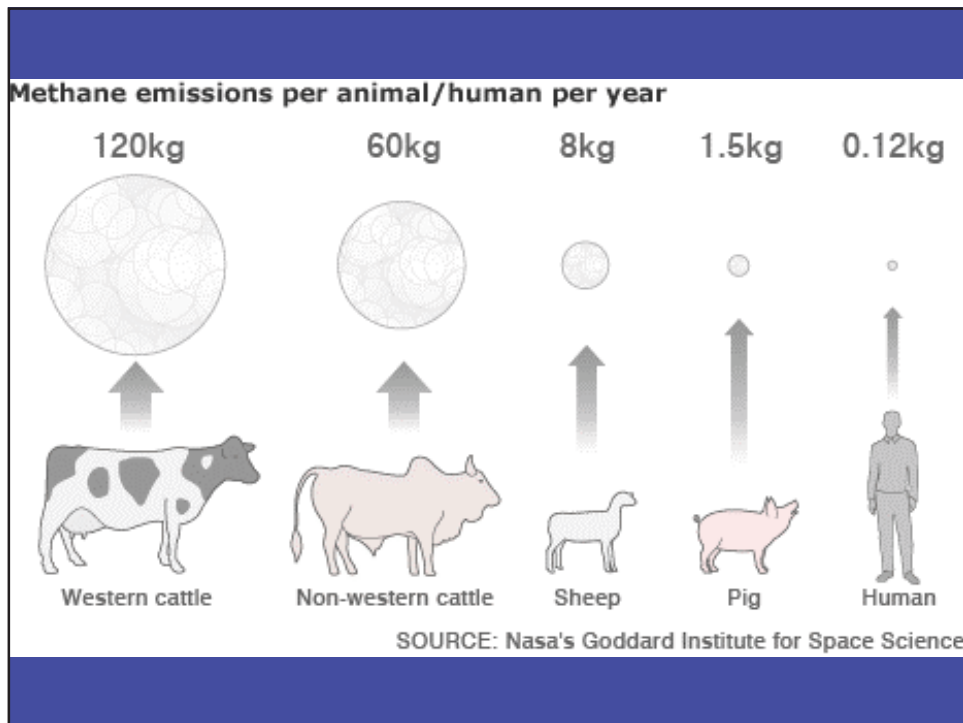 Methane emissions per animal/human per year
120kg 60kg 8kg 1.5kg 0.12kg
Western cattle Non-western cattle Sheep Pig Human
SOURCE: Nasa's Goddard Institute for Space Science